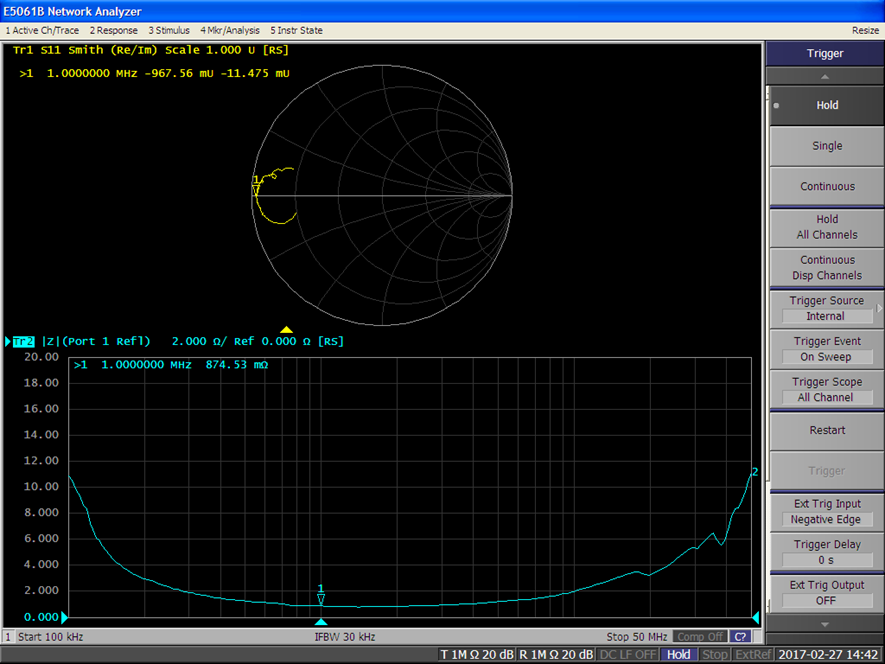 E5061B Network Analyzer
1 Active Ch/Trace 2 Response 3 Stimulus 4 Mkr/Analysis 5 Instr State Resize
Tr1 S11 Smith (Re/Im) Scale 1.000 U [RS]
>1 1.0000000 MHz -967.56 mU -11.475 mU
1
Tr2 |Z|(Port 1 Refl) 2.000 Ω/ Ref 0.000 Ω [RS]
>1 1.0000000 MHz 874.53 mΩ
20.00
18.00
16.00
14.00
12.00
10.00
8.000
6.000
4.000
2.000
0.000
1
2
1 Start 100 kHz IFBW 30 kHz Stop 50 MHz Comp Off C?
T 1M Ω 20 dB R 1M Ω 20 dB DC LF OFF Hold Stop ExtRef 2017-02-27 14:42
Trigger
Hold
Single
Continuous
Hold
All Channels
Continuous
Disp Channels
Trigger Source
Internal
Trigger Event
On Sweep
Trigger Scope
All Channel
Restart
Trigger
Ext Trig Input
Negative Edge
Trigger Delay
0 s
Ext Trig Output
OFF